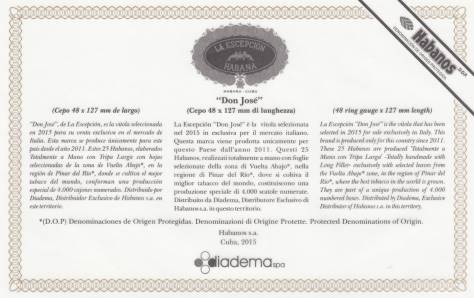 Habanos s.a.
DENOMINACIÓN DE ORIGEN PROTEGIDA
LA ESCEPCION
HABANA
HABANA - CUBA
"Don José"
(Cepo 48 x 127 mm de largo)
"Don José", de La Escepción, es la vitola seleccionada
en 2015 para su venta exclusiva en el mercado de
Italia. Esta marca se produce únicamente para este
país desde el año 2011. Estos 25 Habanos, elaborados
Totalmente a Mano con Tripa Larga con hojas
seleccionadas de la zona de Vuelta Abajo*, en la
región de Pinar del Río*, donde se cultiva el mejor
tabaco del mundo, conforman una producción
especial de 4.000 cajones numerados. Distribuido por
Diadema, Distribuidor Exclusivo de Habanos s.a. en
este territorio.
(Cepo 48 x 127 mm di lunghezza)
La Escepción "Don José" è la vitola selezionata
nel 2015 in esclusiva per il mercato italiano.
Questa marca viene prodotta unicamente per
questo Paese dall'anno 2011. Questi 25
Habanos, realizzati totalmente a mano con foglie
selezionate della zona di Vuelta Abajo*, nella
regione di Pinar del Río*, dove si coltiva il
miglior tabacco del mondo, costituiscono una
produzione speciale di 4.000 scatole numerate.
Distribuito da Diadema, Distributore Esclusivo di
Habanos s.a. in questo territorio.
(48 ring gauge x 127 mm length)
La Escepción "Don José" is the vitola that has been
selected in 2015 for sale exclusively in Italy. This
brand is produced only for this country since 2011.
These 25 Habanos are produced Totalmente a
Mano con Tripa Larga -Totally handmade with
Long Filler- exclusively with selected leaves from
the Vuelta Abajo* zone, in the region of Pinar del
Río*, where the best tobacco in the world is grown.
They are part of a unique production of 4.000
numbered boxes. Distributed by Diadema, Exclusive
Distributor of Habanos s.a. in this territory.
*(D.O.P) Denominaciones de Origen Protegidas. Denominazioni di Origine Protette. Protected Denominations of Origin.
Habanos s.a.
Cuba, 2015
diadema spa